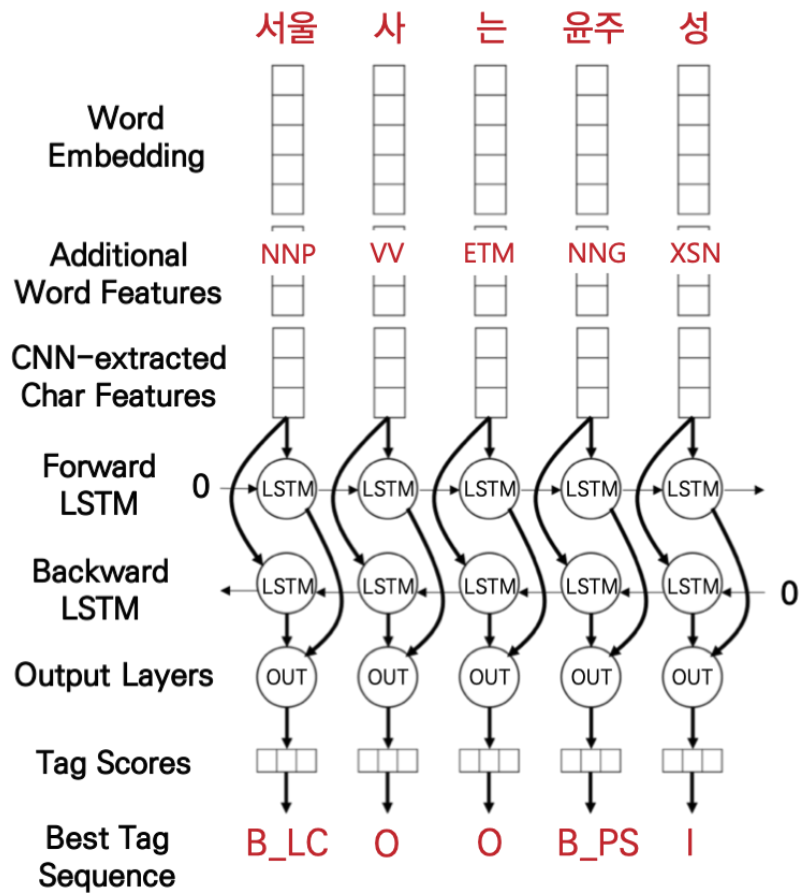 서울 사 는 윤주 성
Word
Embedding
Additional
Word Features
NNP VV ETM NNG XSN
CNN-extracted
Char Features
Forward
LSTM
0 LSTM LSTM LSTM LSTM LSTM
Backward
LSTM
LSTM LSTM LSTM LSTM LSTM 0
Output Layers OUT OUT OUT OUT OUT
Tag Scores
Best Tag
Sequence
B_LC O O B_PS I